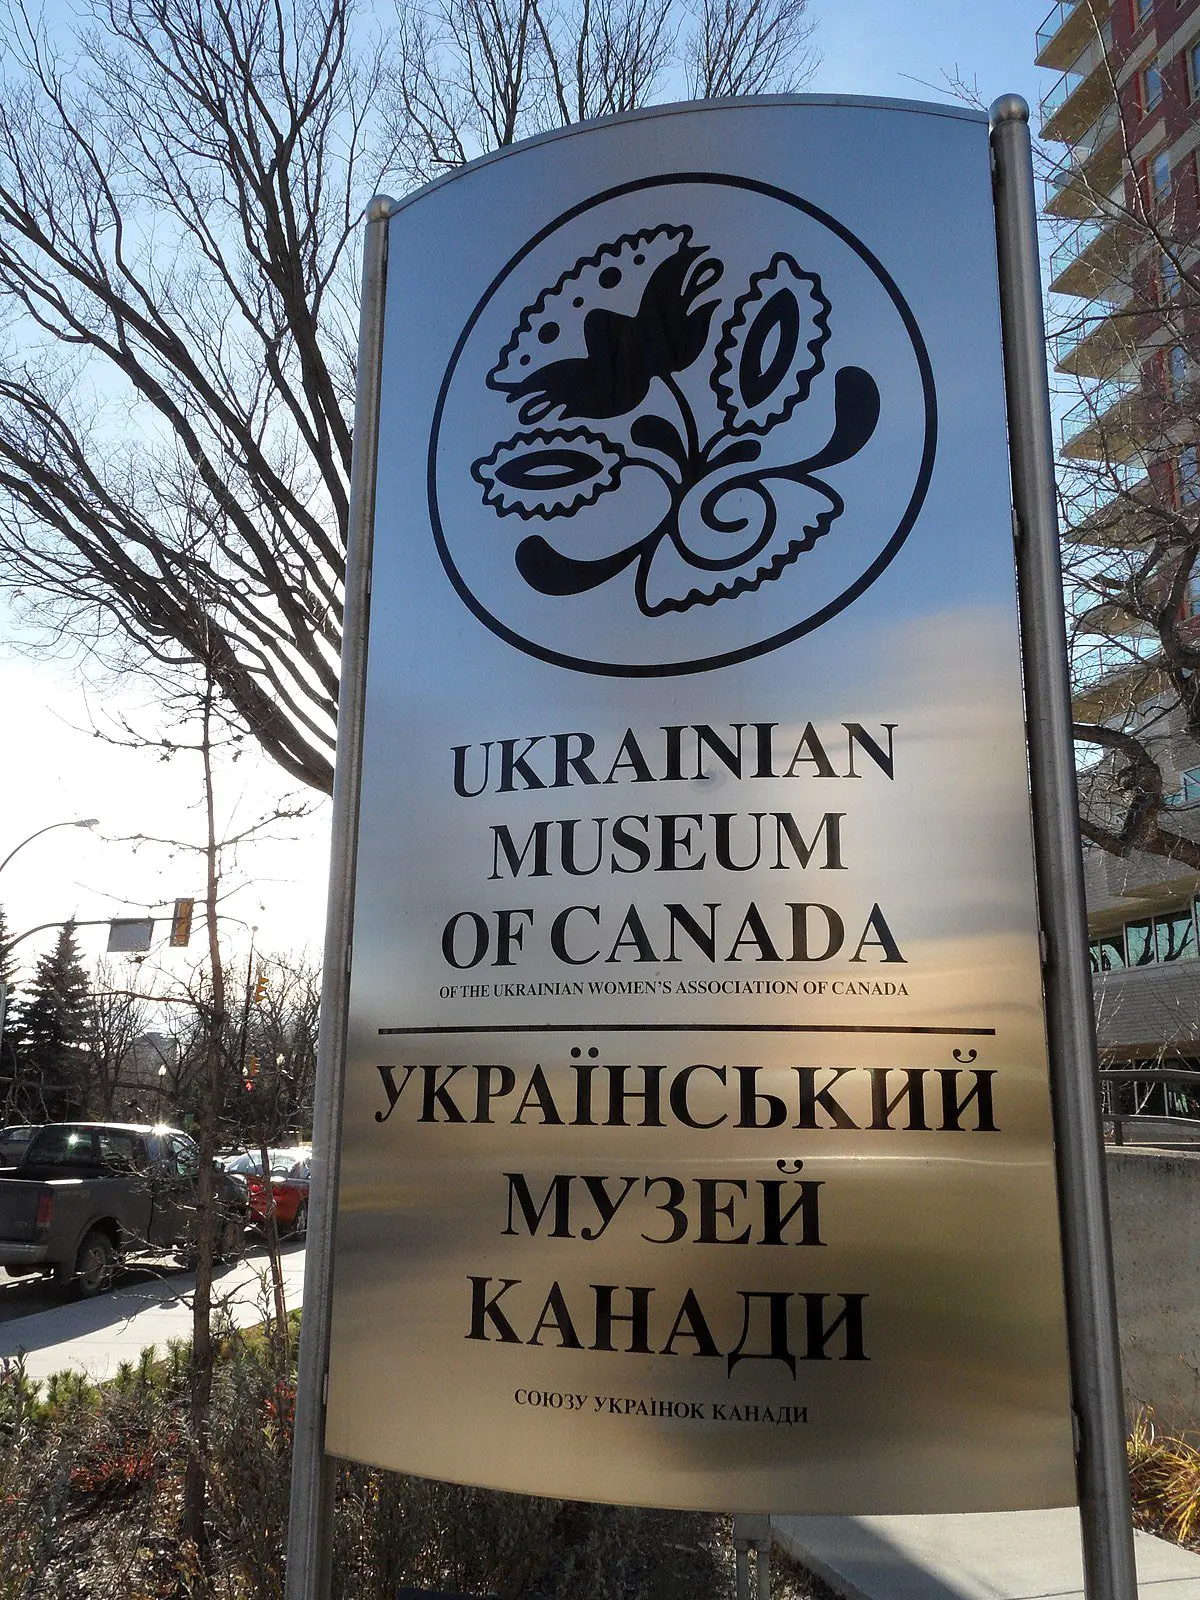 UKRAINIAN
MUSEUM
OF CANADA
OF THE UKRAINIAN WOMEN'S ASSOCIATION OF CANADA
УКРАЇНСЬКИЙ
МУЗЕЙ
КАНАДИ
СОЮЗУ УКРАЇНОК КАНАДИ